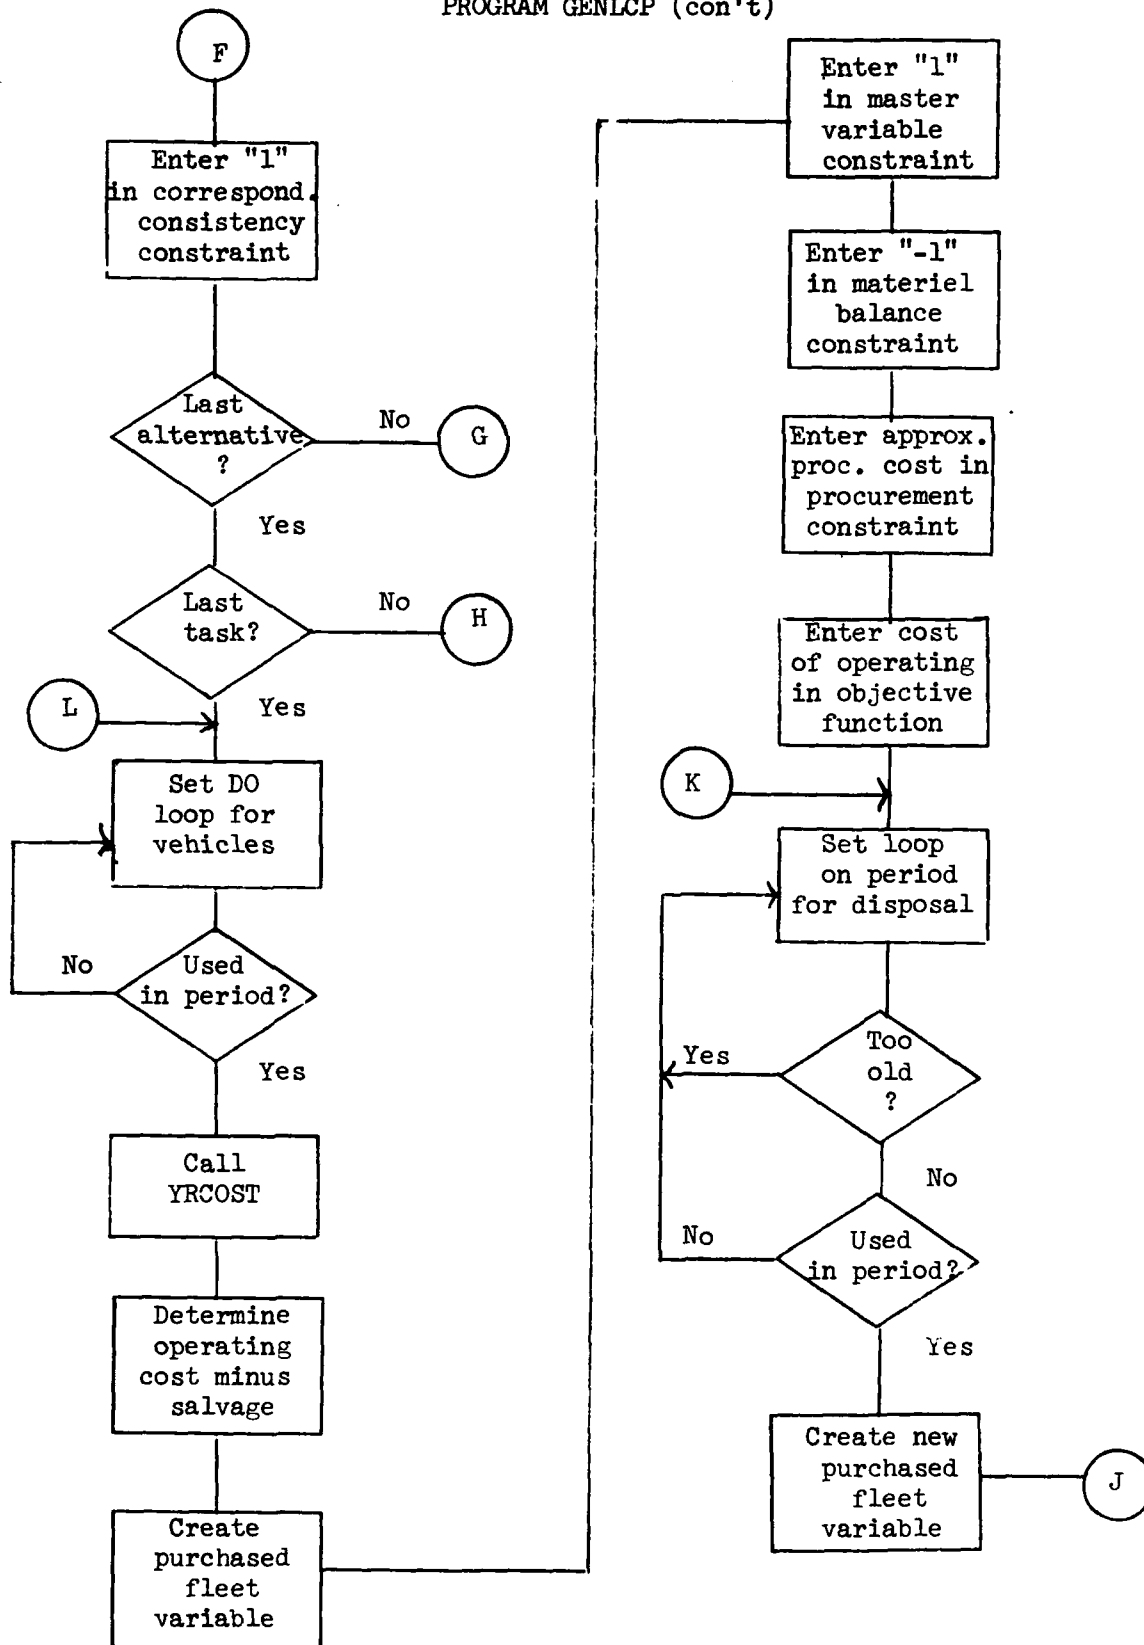 PROGRAM GENLCP (con't)
F
Enter "1"
in correspond.
consistency
constraint
Last
alternative
?
No
G
Yes
Last
task?
No
H
Yes
L
Set DO
loop for
vehicles
No
Used
in period?
Yes
Call
YRCOST
Determine
operating
cost minus
salvage
Create
purchased
fleet
variable
Enter "1"
in master
variable
constraint
Enter "-1"
in materiel
balance
constraint
Enter approx.
proc. cost in
procurement
constraint
Enter cost
of operating
in objective
function
K
Set loop
on period
for disposal
Yes
Too
old
?
No
No
Used
in period?
Yes
Create new
purchased
fleet
variable
J